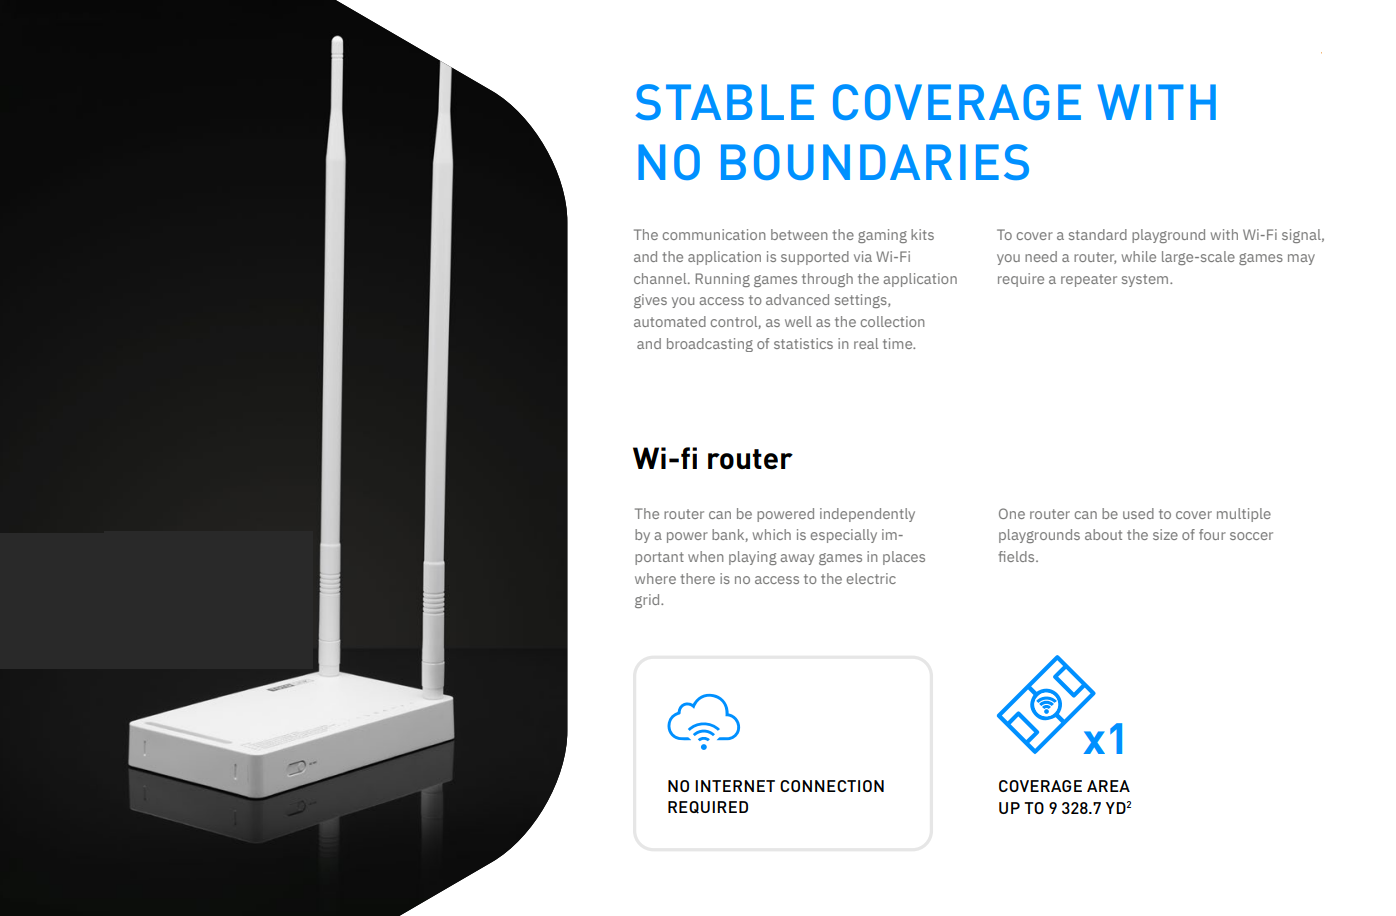 STABLE COVERAGE WITH
NO BOUNDARIES
The communication between the gaming kits
and the application is supported via Wi-Fi
channel. Running games through the application
gives you access to advanced settings,
automated control, as well as the collection
and broadcasting of statistics in real time.
To cover a standard playground with Wi-Fi signal,
you need a router, while large-scale games may
require a repeater system.
Wi-fi router
The router can be powered independently
by a power bank, which is especially im-
portant when playing away games in places
where there is no access to the electric
grid.
One router can be used to cover multiple
playgrounds about the size of four soccer
fields.
NO INTERNET CONNECTION
REQUIRED
x1
COVERAGE AREA
UP TO 9 328.7 YD²